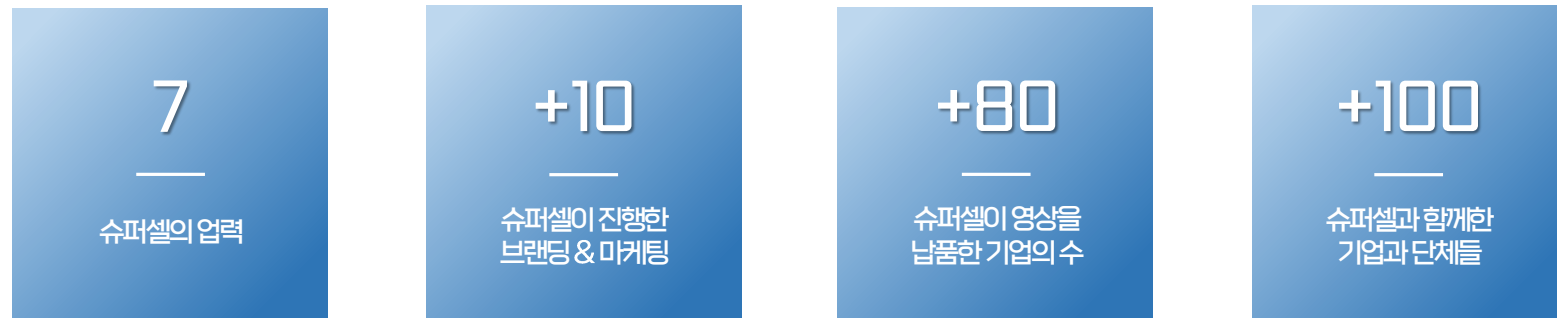 7
슈퍼셀의 업력
+10
슈퍼셀이 진행한
브랜딩 & 마케팅
+80
슈퍼셀이 영상을
납품한 기업의 수
+100
슈퍼셀과 함께한
기업과 단체들